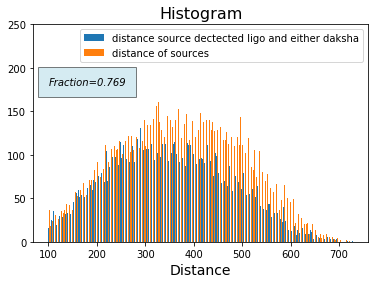 Histogram
250
200
150
100
50
0
distance source dectected ligo and either daksha
distance of sources
Fraction=0.769
100 200 300 400 500 600 700
Distance